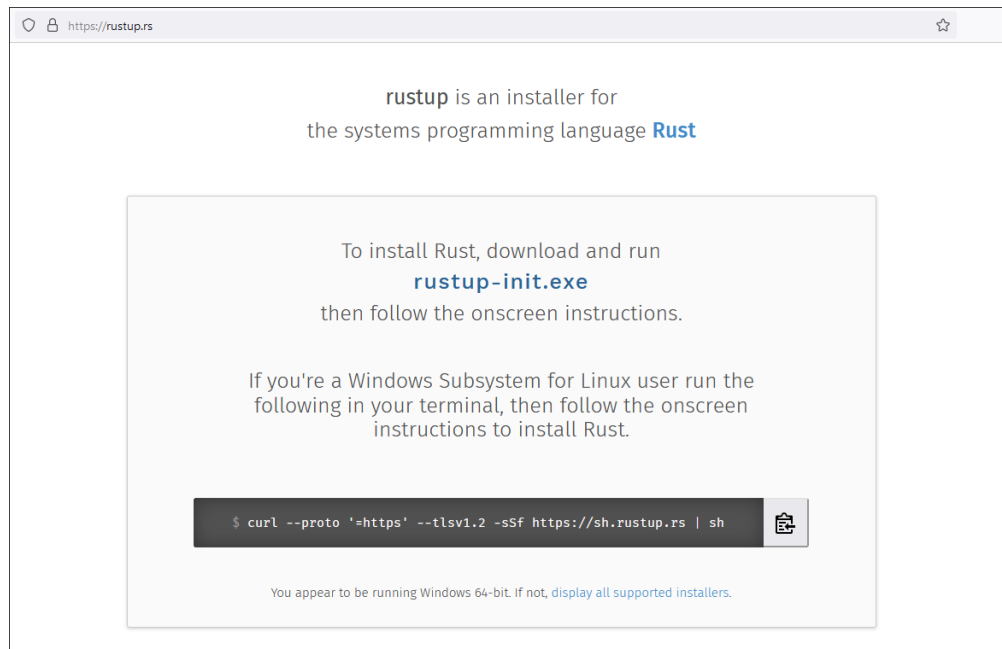 https://rustup.rs
rustup is an installer for
the systems programming language Rust
To install Rust, download and run
rustup-init.exe
then follow the onscreen instructions.
If you're a Windows Subsystem for Linux user run the
following in your terminal, then follow the onscreen
instructions to install Rust.
$ curl --proto '=https' --tlsv1.2 -sSf https://sh.rustup.rs | sh
You appear to be running Windows 64-bit. If not, display all supported installers.